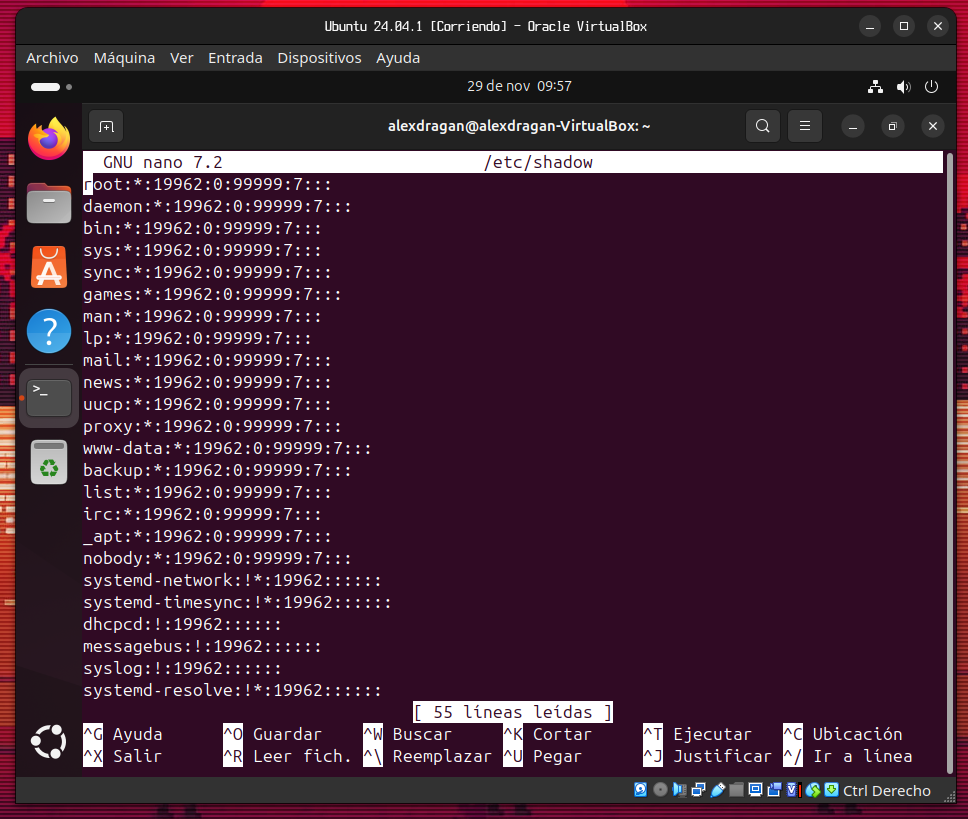 Ubuntu 24.04.1 [Corriendo] - Oracle VirtualBox
Archivo Máquina Ver Entrada Dispositivos Ayuda
29 de nov 09:57
alexdragan@alexdragan-VirtualBox: ~
GNU nano 7.2 /etc/shadow
root:*:19962:0:99999:7:::
daemon:*:19962:0:99999:7:::
bin:*:19962:0:99999:7:::
sys:*:19962:0:99999:7:::
sync:*:19962:0:99999:7:::
games:*:19962:0:99999:7:::
man:*:19962:0:99999:7:::
lp:*:19962:0:99999:7:::
mail:*:19962:0:99999:7:::
news:*:19962:0:99999:7:::
uucp:*:19962:0:99999:7:::
proxy:*:19962:0:99999:7:::
www-data:*:19962:0:99999:7:::
backup:*:19962:0:99999:7:::
list:*:19962:0:99999:7:::
irc:*:19962:0:99999:7:::
_apt:*:19962:0:99999:7:::
nobody:*:19962:0:99999:7:::
systemd-network:!*:19962::::::
systemd-timesync:!*:19962::::::
dhcpcd:!:19962::::::
messagebus:!:19962::::::
syslog:!:19962::::::
systemd-resolve:!*:19962::::::
[ 55 líneas leídas ]
^G Ayuda ^O Guardar ^W Buscar ^K Cortar ^T Ejecutar ^C Ubicación
^X Salir ^R Leer fich. ^\ Reemplazar ^U Pegar ^J Justificar ^/ Ir a línea
Ctrl Derecho